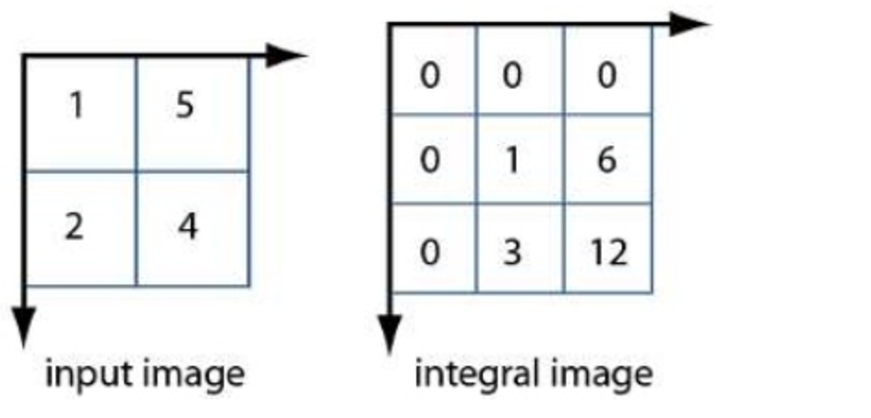 1 5
2 4
input image
0 0 0
0 1 6
0 3 12
integral image